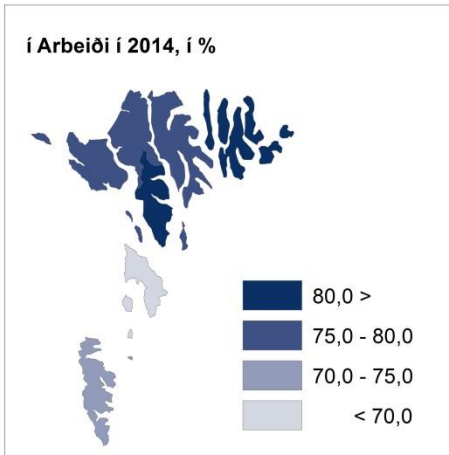 í Arbeiði í 2014, í %
80,0 >
75,0 - 80,0
70,0 - 75,0
< 70,0